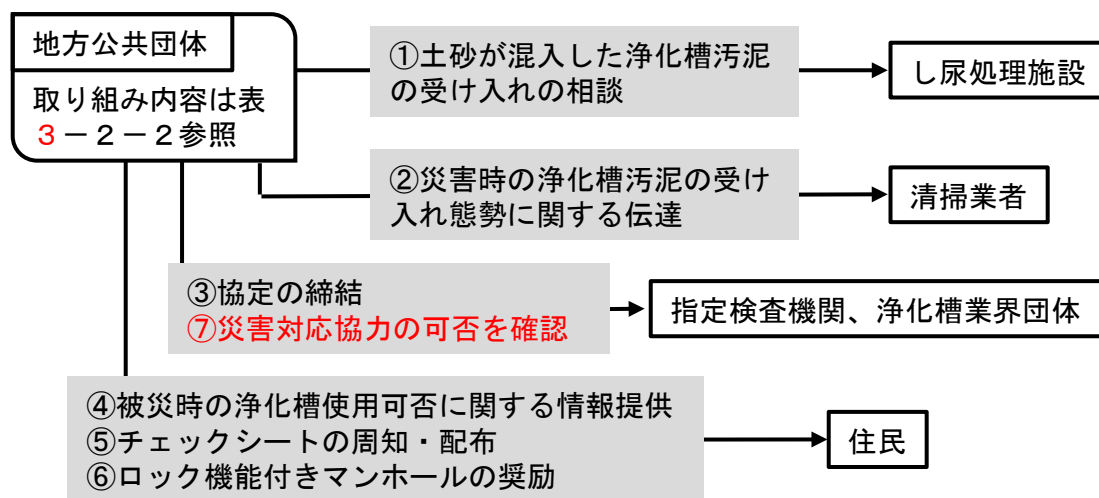 地方公共団体
取り組み内容は表
3－2－2参照
①土砂が混入した浄化槽汚泥
の受け入れの相談
し尿処理施設
②災害時の浄化槽汚泥の受け
入れ態勢に関する伝達
清掃業者
③協定の締結
⑦災害対応協力の可否を確認
指定検査機関、浄化槽業界団体
④被災時の浄化槽使用可否に関する情報提供
⑤チェックシートの周知・配布
⑥ロック機能付きマンホールの奨励
住民